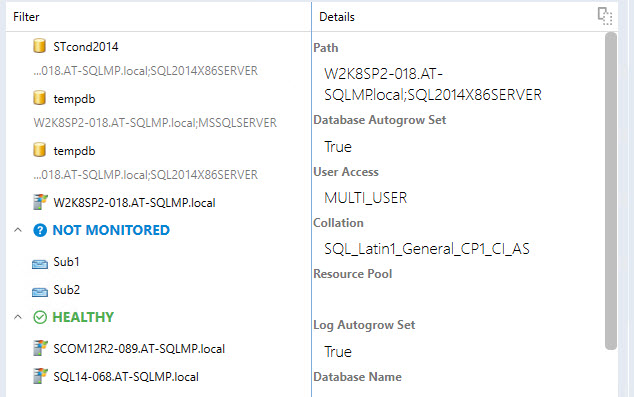 Filter
STcond2014
...018.AT-SQLMP.local;SQL2014X86SERVER
tempdb
W2K8SP2-018.AT-SQLMP.local;MSSQLSERVER
tempdb
...018.AT-SQLMP.local;SQL2014X86SERVER
W2K8SP2-018.AT-SQLMP.local
? NOT MONITORED
Sub1
Sub2
HEALTHY
SCOM12R2-089.AT-SQLMP.local
SQL14-068.AT-SQLMP.local
Details
Path
W2K8SP2-018.AT-
SQLMP.local;SQL2014X86SERVER
Database Autogrow Set
True
User Access
MULTI_USER
Collation
SQL_Latin1_General_CP1_CI_AS
Resource Pool
Log Autogrow Set
True
Database Name